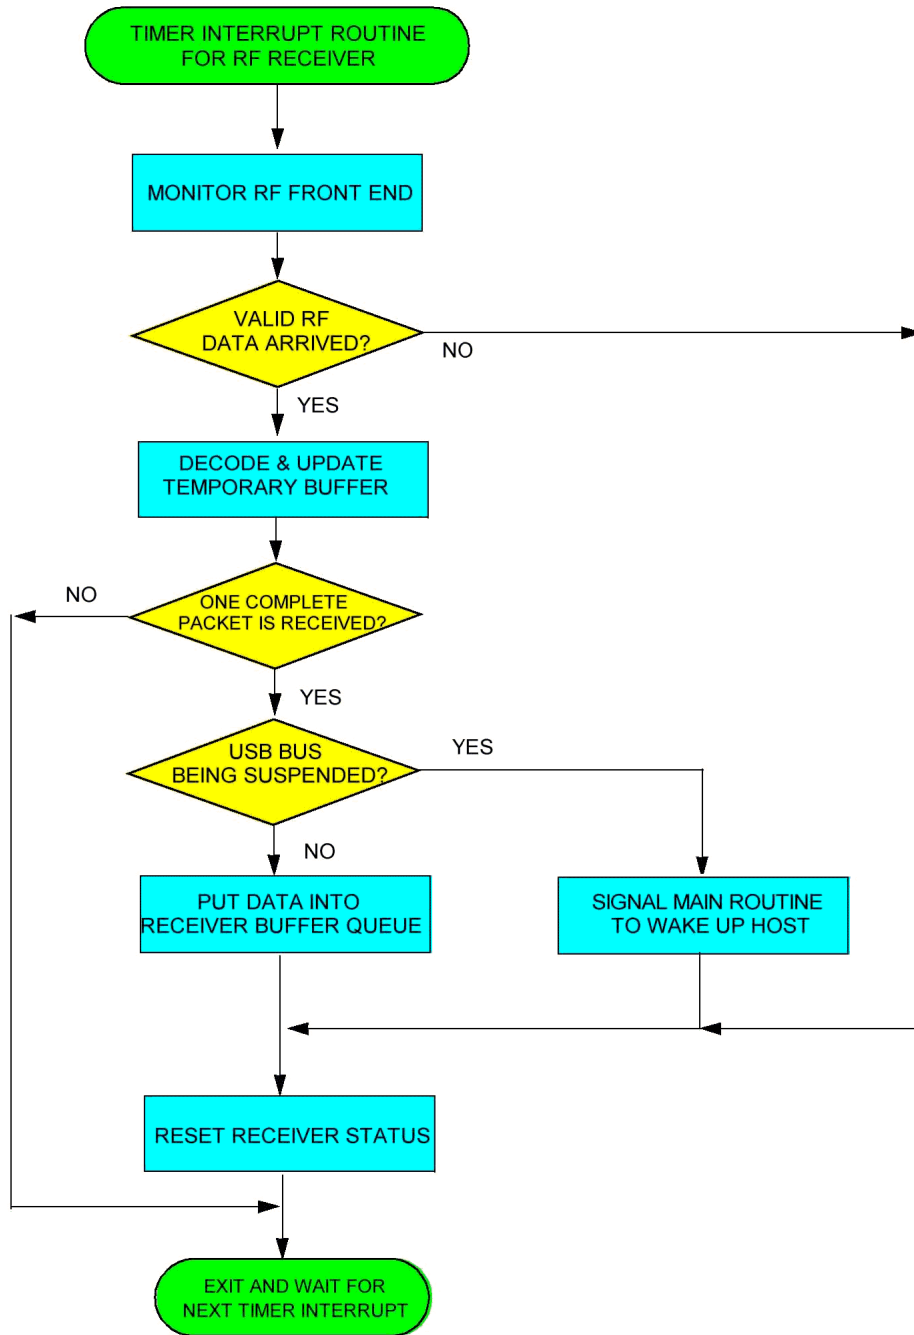 TIMER INTERRUPT ROUTINE
FOR RF RECEIVER
MONITOR RF FRONT END
VALID RF
DATA ARRIVED?
NO
YES
DECODE & UPDATE
TEMPORARY BUFFER
NO
ONE COMPLETE
PACKET IS RECEIVED?
YES
USB BUS
BEING SUSPENDED?
YES
NO
PUT DATA INTO
RECEIVER BUFFER QUEUE
SIGNAL MAIN ROUTINE
TO WAKE UP HOST
RESET RECEIVER STATUS
EXIT AND WAIT FOR
NEXT TIMER INTERRUPT